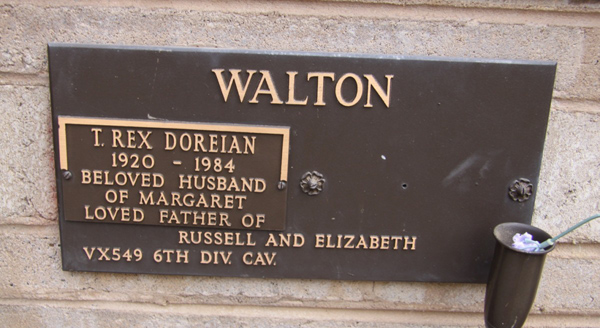 WALTON
T. REX DOREIAN
1920 - 1984
BELOVED HUSBAND
OF MARGARET
LOVED FATHER OF
RUSSELL AND ELIZABETH
VX549 6TH DIV. CAV.